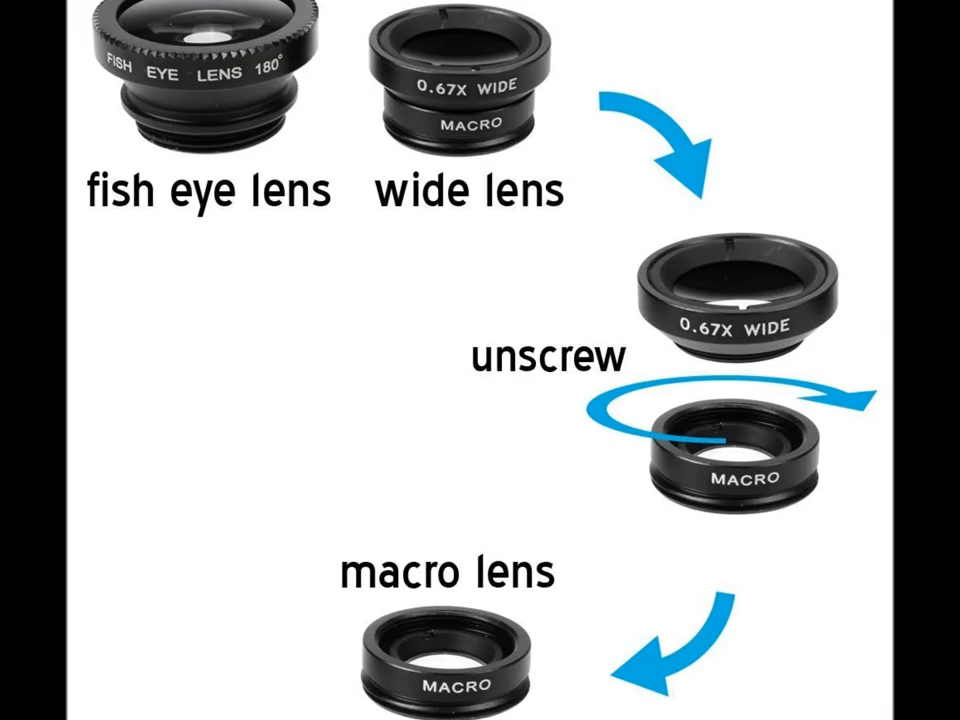 FISH EYE LENS 180°
0.67X WIDE
MACRO
fish eye lens
wide lens
0.67X WIDE
unscrew
MACRO
macro lens
MACRO